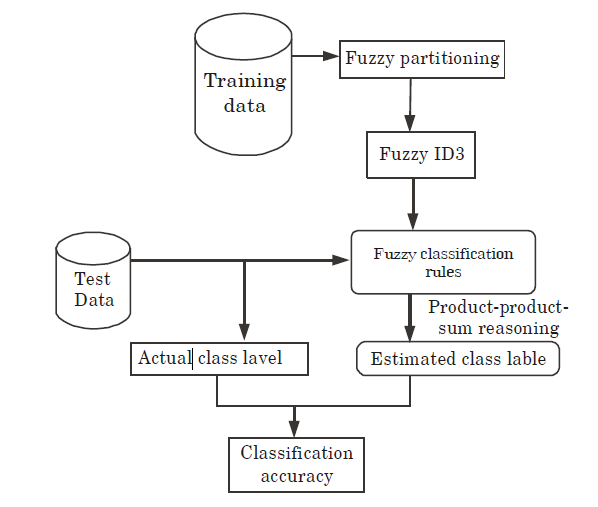 Training
data
Fuzzy partitioning
Fuzzy ID3
Fuzzy classification
rules
Test
Data
Product-product-
sum reasoning
Actual class lavel
Estimated class lable
Classification
accuracy